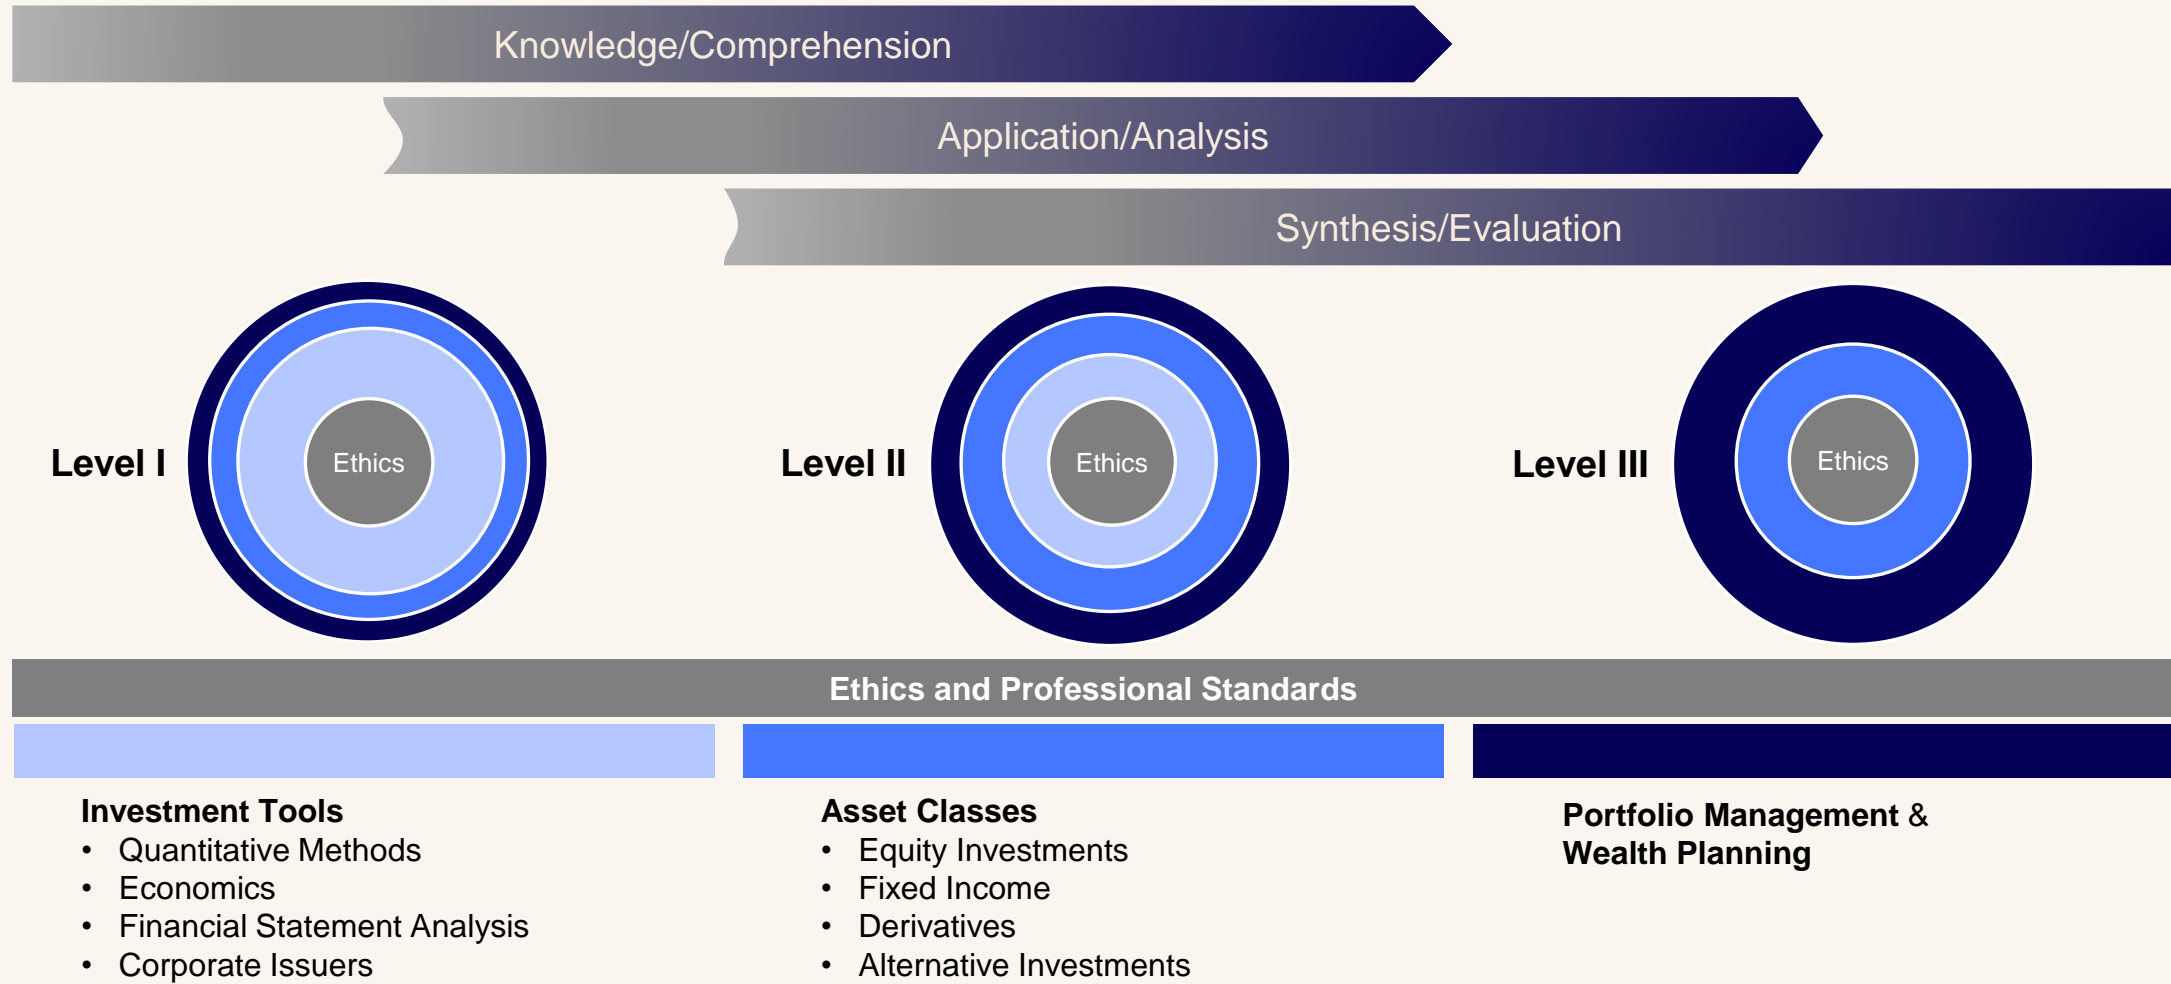 Knowledge/Comprehension
Application/Analysis
Synthesis/Evaluation
Level I
Ethics
Level II
Ethics
Level III
Ethics
Ethics and Professional Standards
Investment Tools
• Quantitative Methods
• Economics
• Financial Statement Analysis
• Corporate Issuers
Asset Classes
• Equity Investments
• Fixed Income
• Derivatives
• Alternative Investments
Portfolio Management &
Wealth Planning